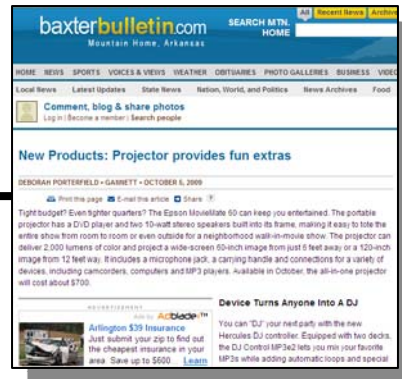 All Recent News Archive
baxterbulletin.com
SEARCH MTN. HOME
Mountain Home, Arkansas
HOME NEWS SPORTS VOICES & VIEWS WEATHER OBITUARIES PHOTO GALLERIES BUSINESS VIDEO
Local News Latest Updates State News Nation, World, and Politics News Archives Food
Comment, blog & share photos
Log in | Become a member | Search people
New Products: Projector provides fun extras
DEBORAH PORTERFIELD • GANNETT • OCTOBER 5, 2009
Print this page E-mail this article Share ?
Tight budget? Even tighter quarters? The Epson MovieMate 60 can keep you entertained. The portable
projector has a DVD player and two 10-watt stereo speakers built into its frame, making it easy to tote the
entire show from room to room or even outside for a neighborhood walk-in-movie show. The projector can
deliver 2,000 lumens of color and project a wide-screen 60-inch image from just 6 feet away or a 120-inch
image from 12 feet way. It includes a microphone jack, a carrying handle and connections for a variety of
devices, including camcorders, computers and MP3 players. Available in October, the all-in-one projector
will cost about $700.
ADVERTISEMENT
Ads by Adblade™
Arlington $39 Insurance
Just submit your zip to find out
the cheapest insurance in your
area. Save up to $600... Learn
Device Turns Anyone Into A DJ
You can "DJ" your next party with the new
Hercules DJ controller. Equipped with two decks,
the DJ Control MP3e2 lets you mix your favorite
MP3s while adding automatic loops and special